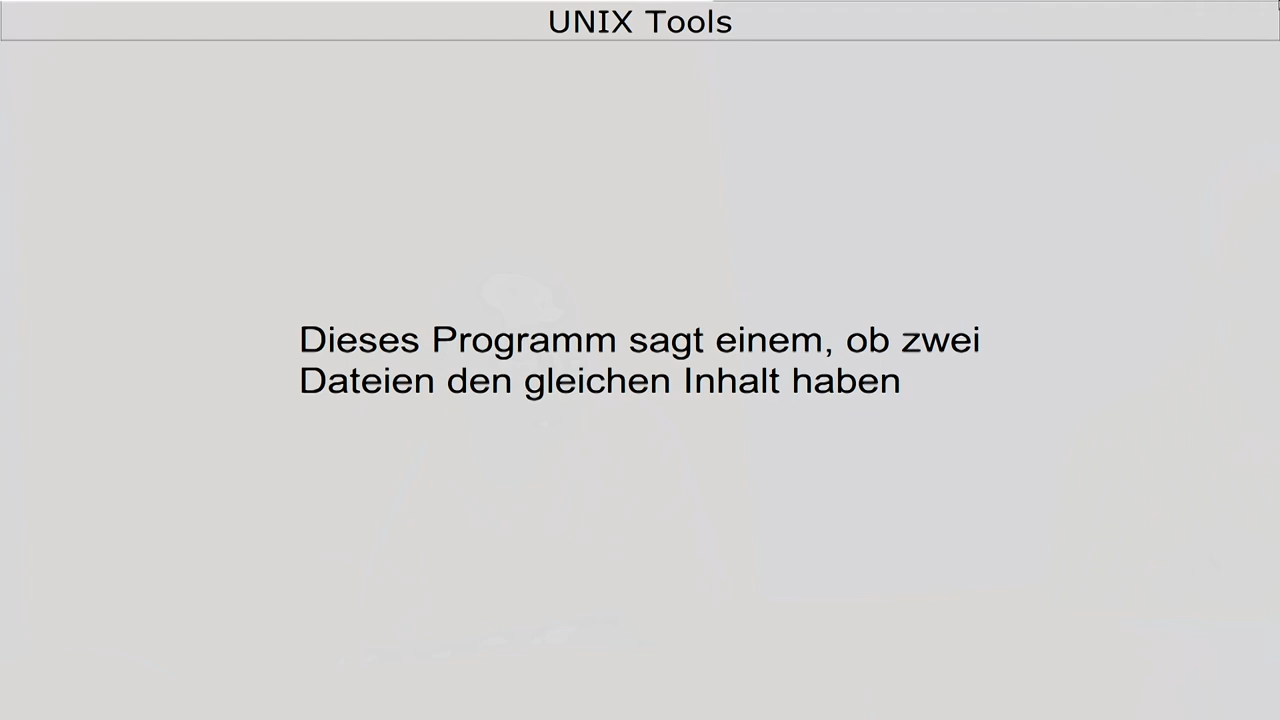 UNIX Tools
Dieses Programm sagt einem, ob zwei
Dateien den gleichen Inhalt haben